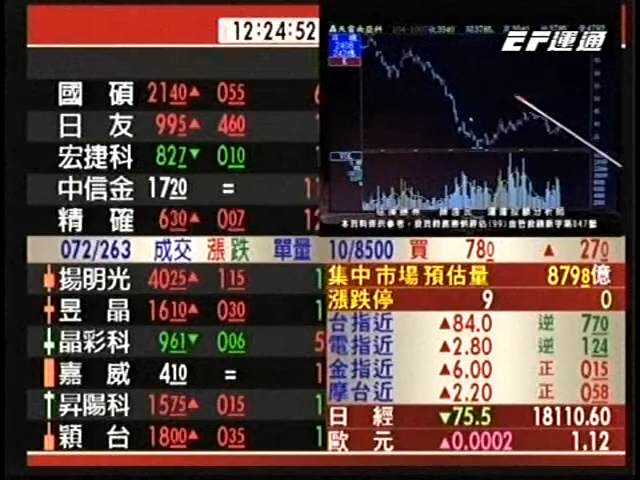 12:24:52
EF運通
國碩 2140▲ 055
日友 995▲ 460
宏捷科 827▼ 010
中信金 1720 =
精確 630▲ 007
072/263 成交 漲跌 單量 10/8500 買 780 ▲ 270
揚明光 4025▲ 115
昱晶 1610▲ 030
晶彩科 961▼ 006
嘉威 410 =
昇陽科 1575▲ 015
穎台 1800▲ 035
集中市場預估量 8798億
漲跌停 9 0
台指近 ▲84.0 逆 770
電指近 ▲2.80 逆 124
金指近 ▲6.00 正 015
摩台近 ▲2.20 正 058
日經 ▼75.5 18110.60
歐元 ▲0.0002 1.12